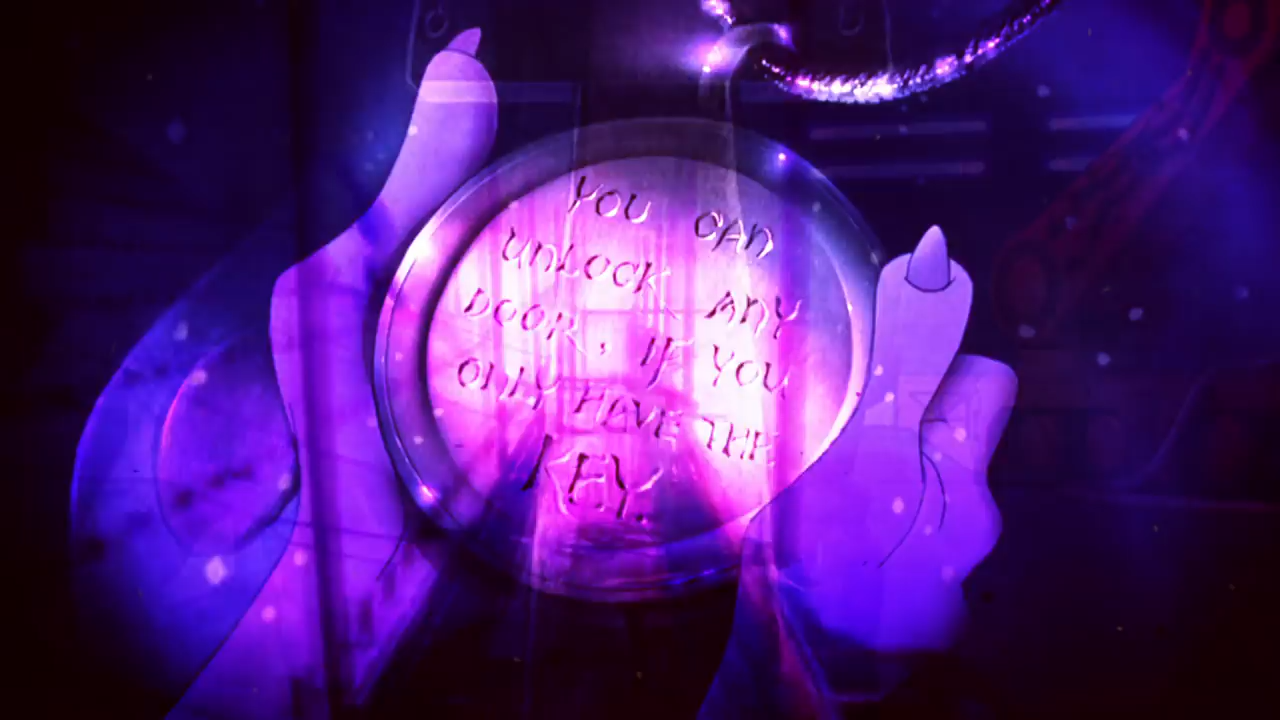 YOU CAN
UNLOCK ANY
DOOR, IF YOU
ONLY HAVE THE
KEY.